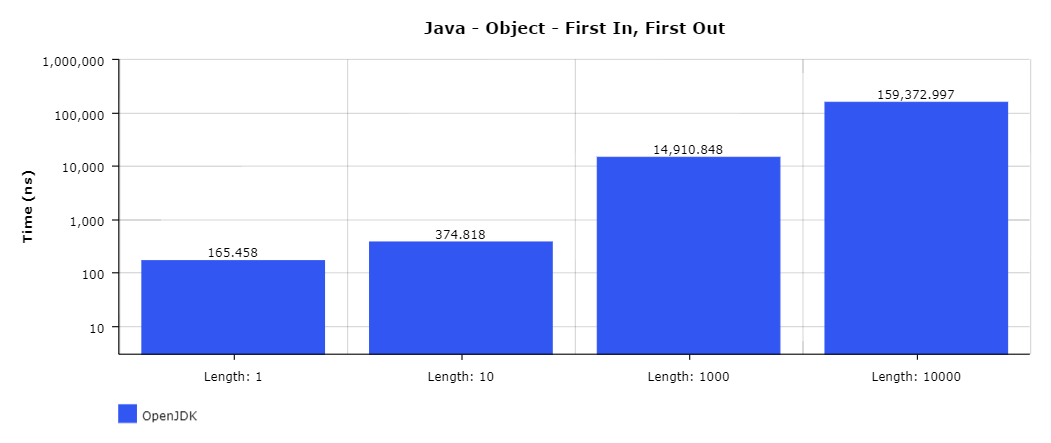 Java - Object - First In, First Out
1,000,000
100,000
10,000
1,000
100
10
Time (ns)
165.458
374.818
14,910.848
159,372.997
Length: 1
Length: 10
Length: 1000
Length: 10000
OpenJDK